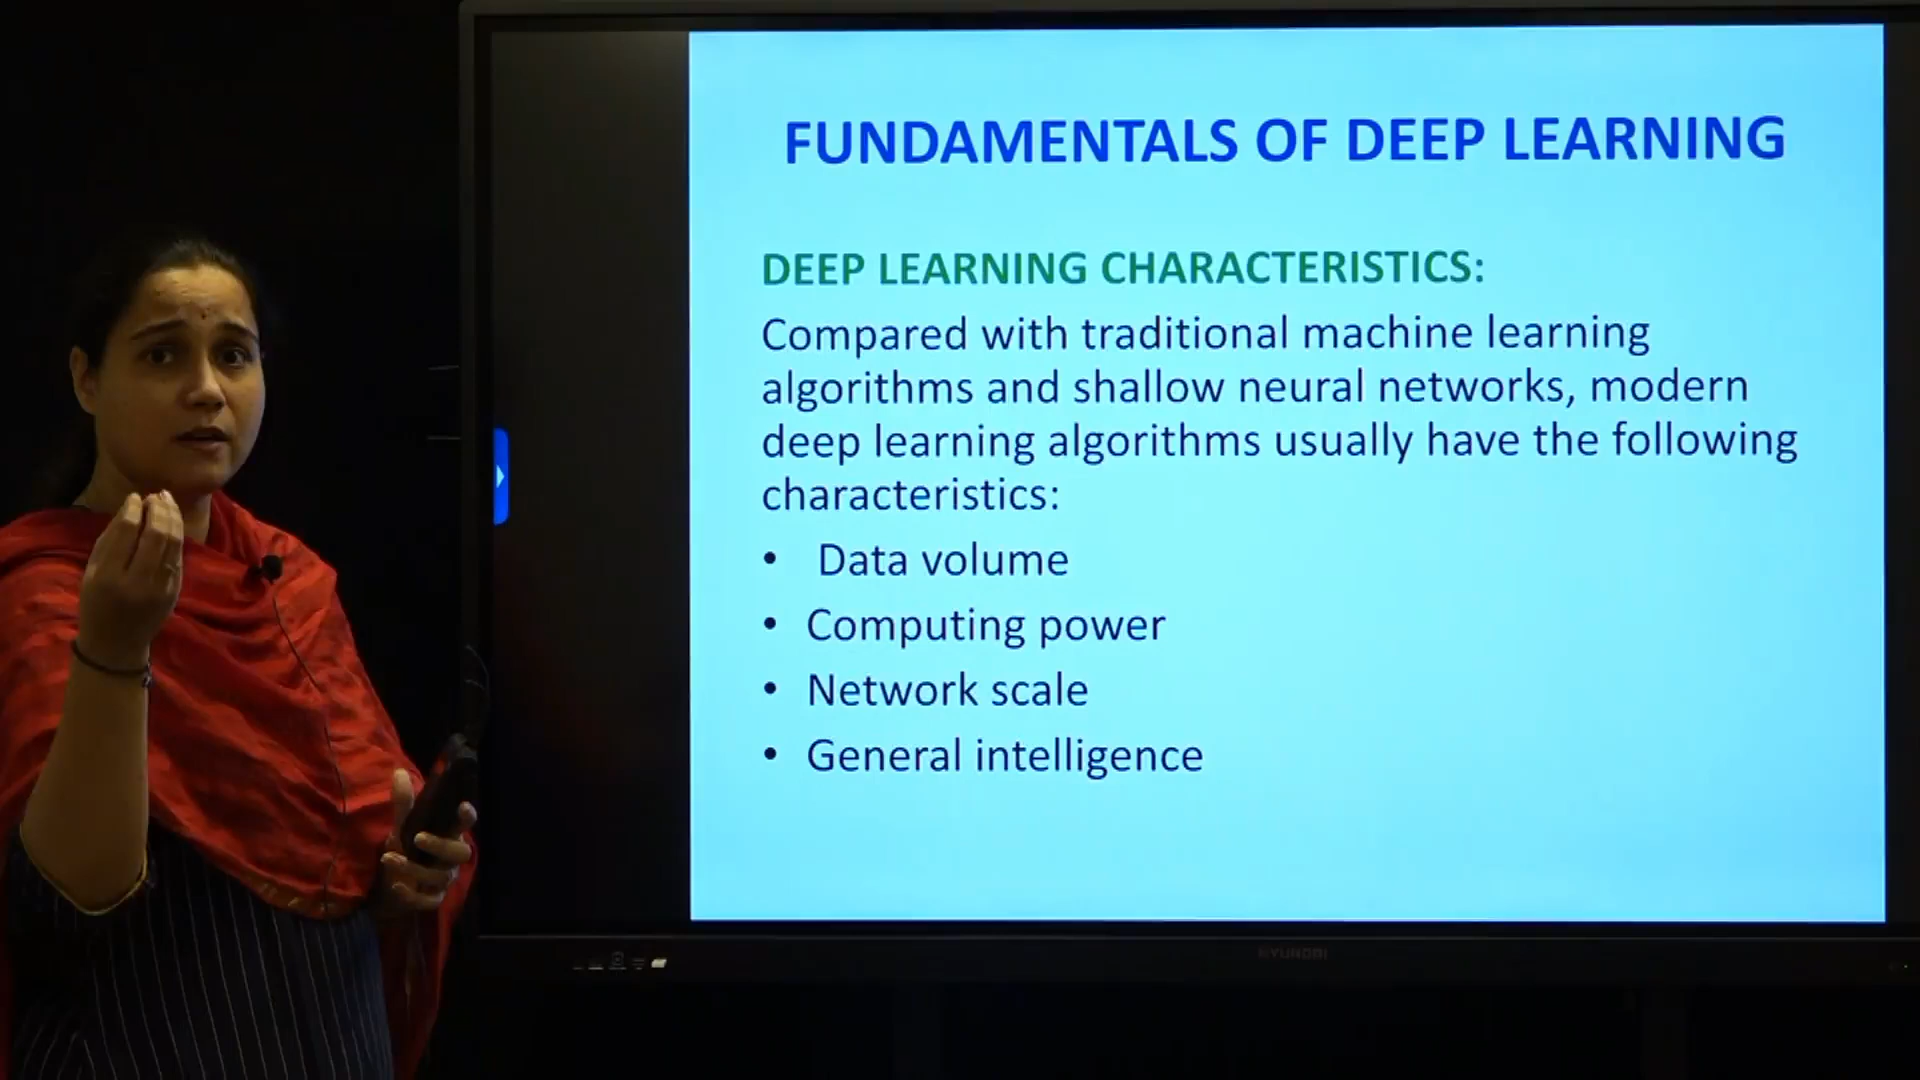 FUNDAMENTALS OF DEEP LEARNING
DEEP LEARNING CHARACTERISTICS:
Compared with traditional machine learning
algorithms and shallow neural networks, modern
deep learning algorithms usually have the following
characteristics:
• Data volume
• Computing power
• Network scale
• General intelligence
HYUNDAI